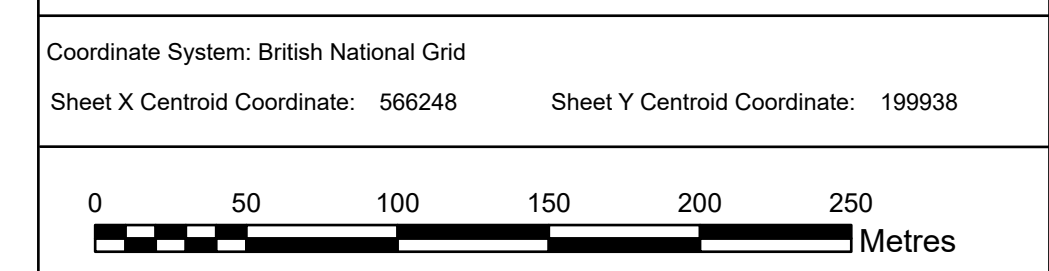 Coordinate System: British National Grid
Sheet X Centroid Coordinate: 566248 Sheet Y Centroid Coordinate: 199938
0 50 100 150 200 250
Metres